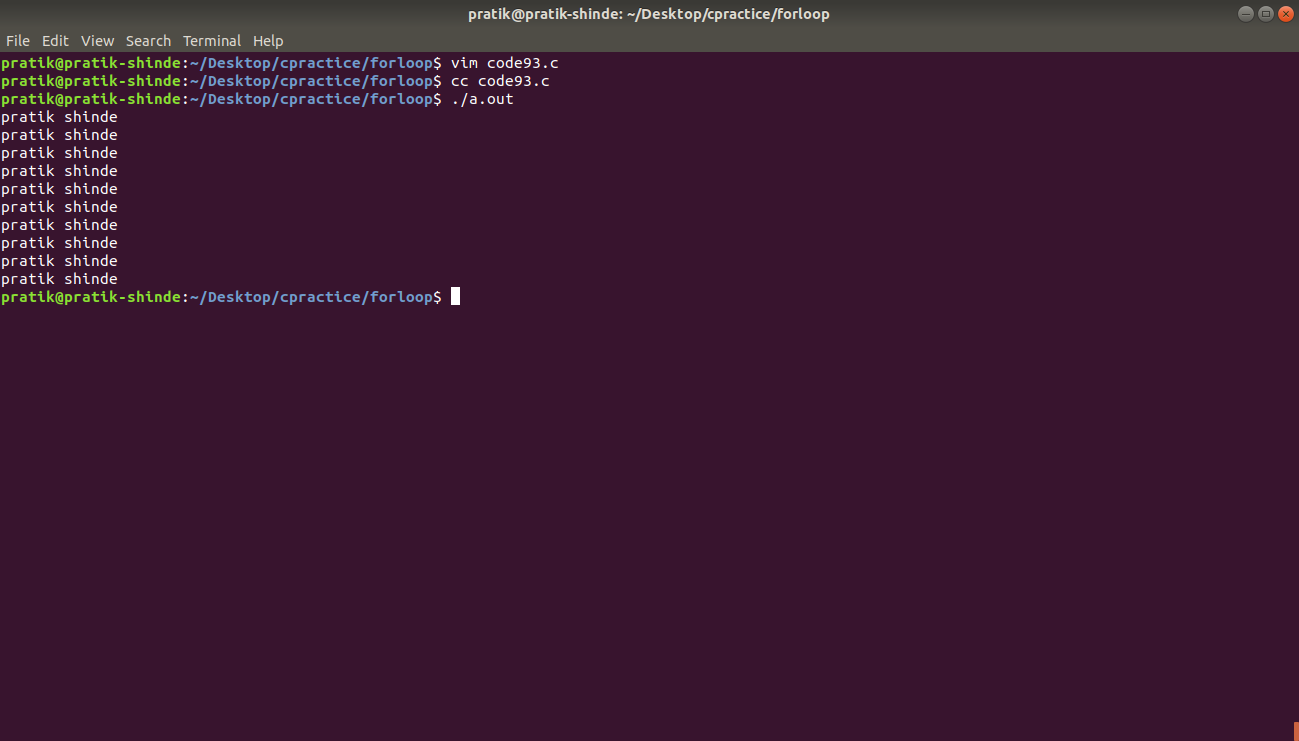 pratik@pratik-shinde: ~/Desktop/cpractice/forloop
File Edit View Search Terminal Help
pratik@pratik-shinde:~/Desktop/cpractice/forloop$ vim code93.c
pratik@pratik-shinde:~/Desktop/cpractice/forloop$ cc code93.c
pratik@pratik-shinde:~/Desktop/cpractice/forloop$ ./a.out
pratik shinde
pratik shinde
pratik shinde
pratik shinde
pratik shinde
pratik shinde
pratik shinde
pratik shinde
pratik shinde
pratik shinde
pratik@pratik-shinde:~/Desktop/cpractice/forloop$